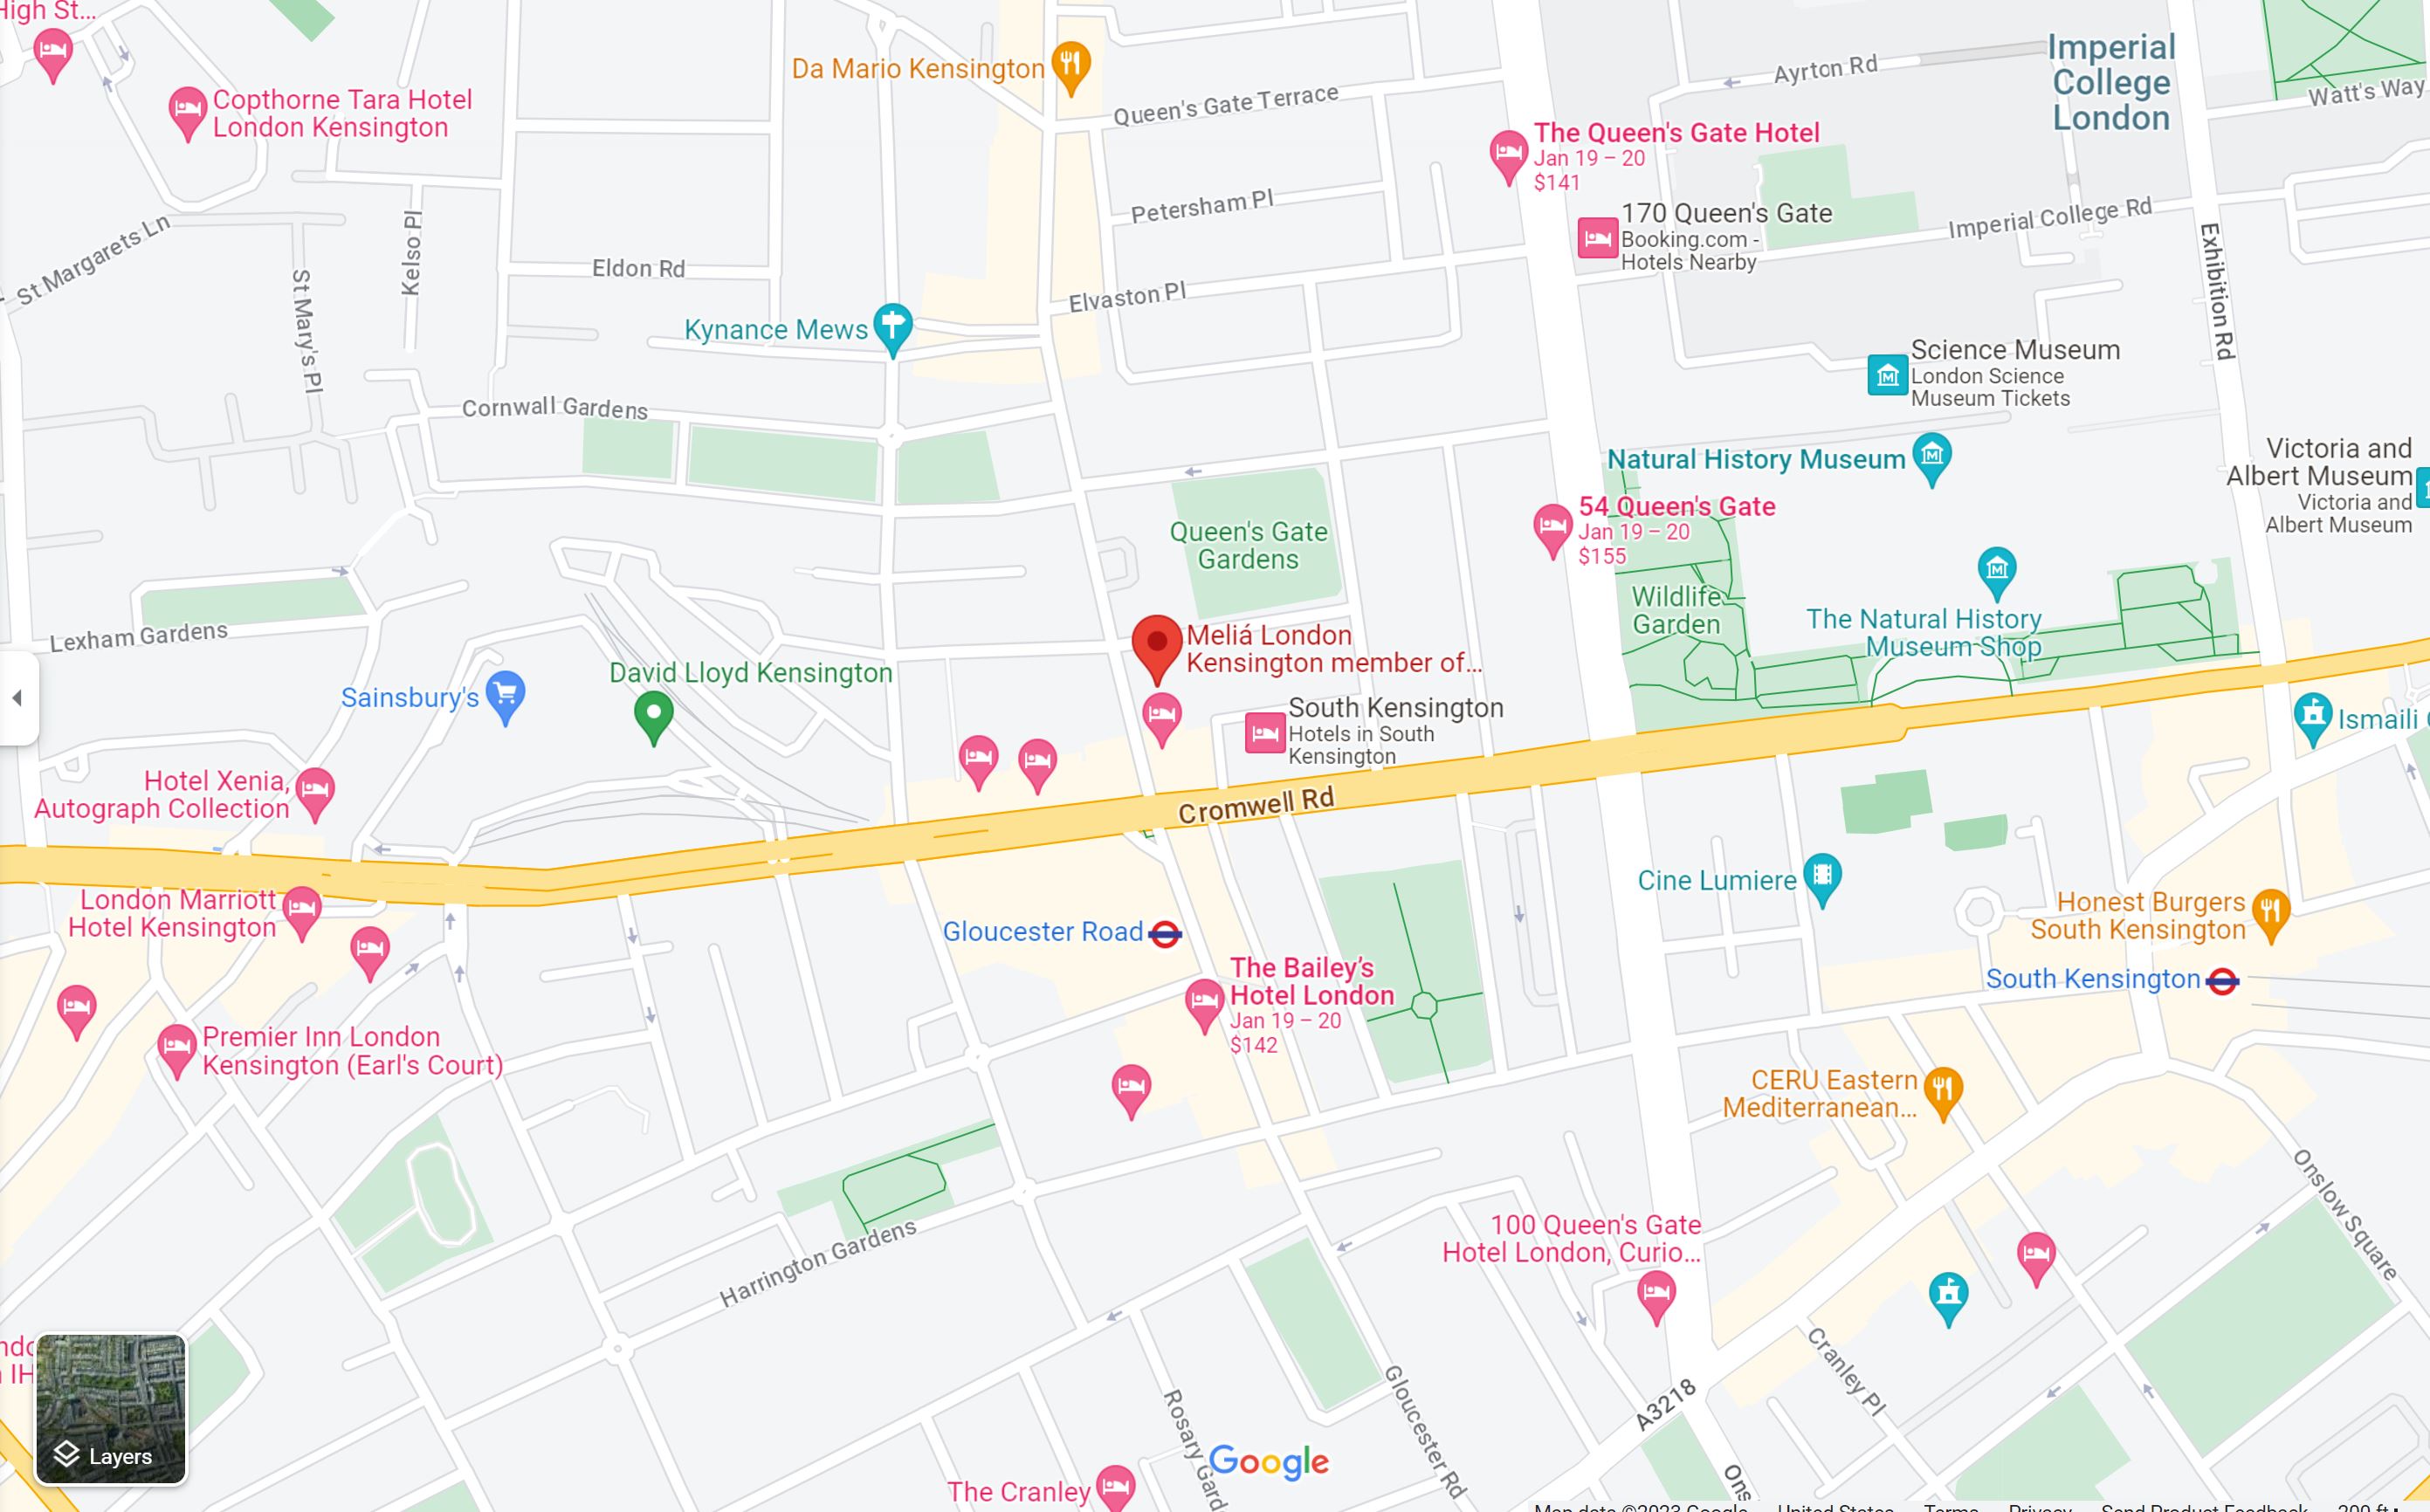 High St...
Copthorne Tara Hotel
London Kensington
Da Mario Kensington
Queen's Gate Terrace
Ayrton Rd
Imperial
College
London
Watt's Way
The Queen's Gate Hotel
Jan 19 – 20
$141
170 Queen's Gate
Booking.com -
Hotels Nearby
Petersham Pl
Imperial College Rd
Exhibition Rd
St Margarets Ln
Kelso Pl
St Mary's Pl
Eldon Rd
Elvaston Pl
Kynance Mews
Science Museum
London Science
Museum Tickets
Cornwall Gardens
Natural History Museum
Victoria and
Albert Museum
Victoria and
Albert Museum
54 Queen's Gate
Jan 19 – 20
$155
Queen's Gate
Gardens
Wildlife
Garden
The Natural History
Museum Shop
Lexham Gardens
Meliá London
Kensington member of...
David Lloyd Kensington
Sainsbury's
South Kensington
Hotels in South
Kensington
Ismaili
Hotel Xenia,
Autograph Collection
Cromwell Rd
Cine Lumiere
London Marriott
Hotel Kensington
Honest Burgers
South Kensington
Gloucester Road
South Kensington
The Bailey's
Hotel London
Jan 19 – 20
$142
Premier Inn London
Kensington (Earl's Court)
CERU Eastern
Mediterranean...
Onslow Square
100 Queen's Gate
Hotel London, Curio...
Harrington Gardens
Cranley Pl
A3218
Gloucester Rd
Rosary Gard
Ons
Layers
Google
The Cranley
Map data ©2023 Google United States Terms Privacy Send Product Feedback 200 ft